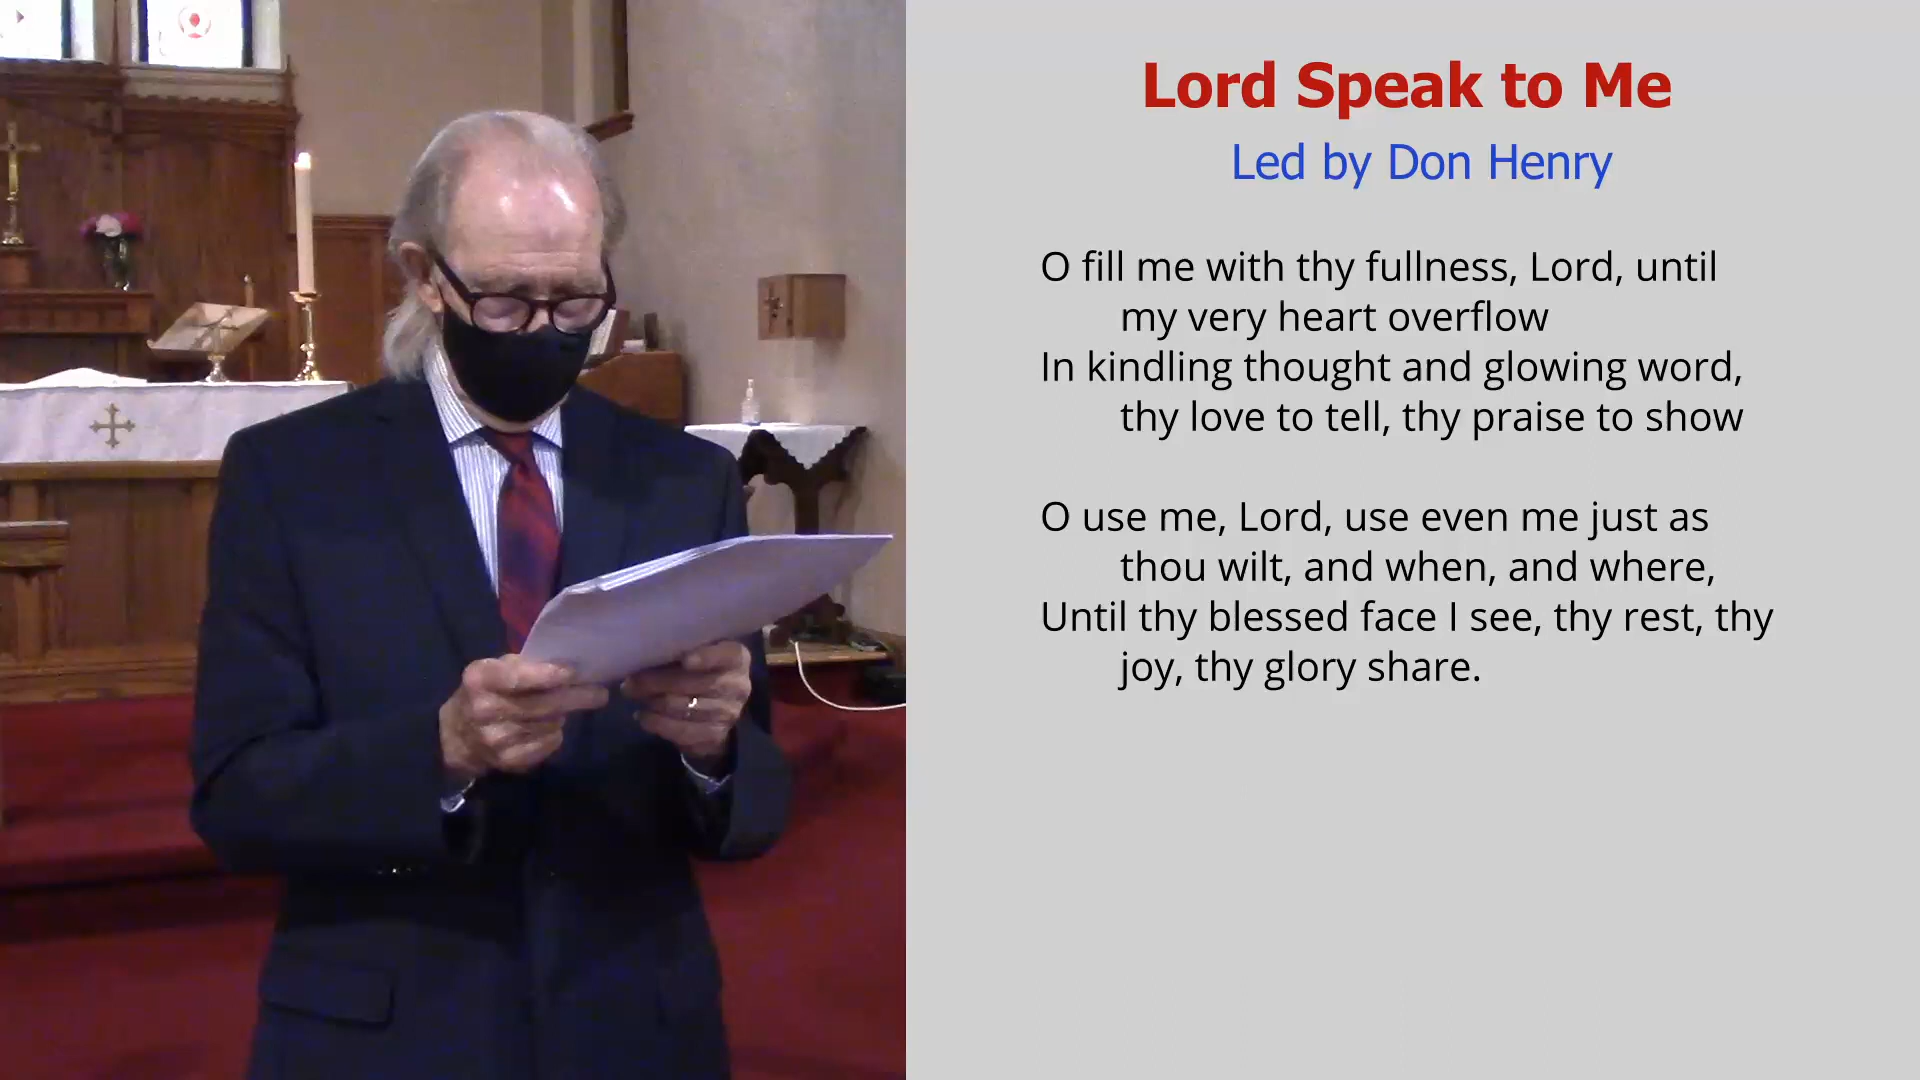 Lord Speak to Me
Led by Don Henry
O fill me with thy fullness, Lord, until
my very heart overflow
In kindling thought and glowing word,
thy love to tell, thy praise to show
O use me, Lord, use even me just as
thou wilt, and when, and where,
Until thy blessed face I see, thy rest, thy
joy, thy glory share.